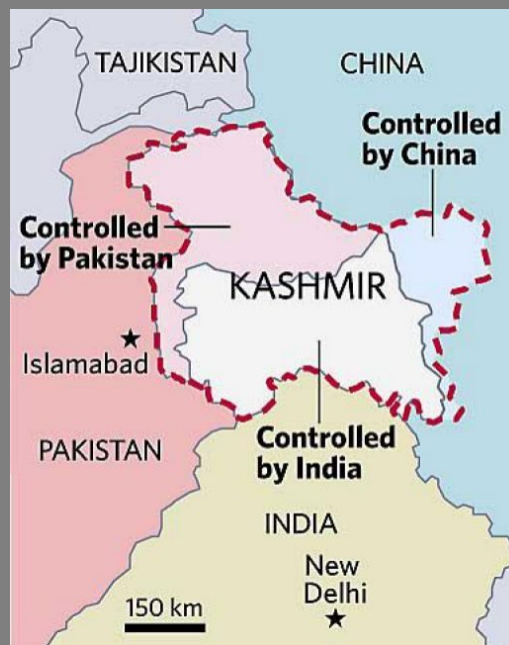 TAJIKISTAN
CHINA
Controlled
by China
Controlled
by Pakistan
KASHMIR
Islamabad
PAKISTAN
Controlled
by India
INDIA
New
Delhi
150 km